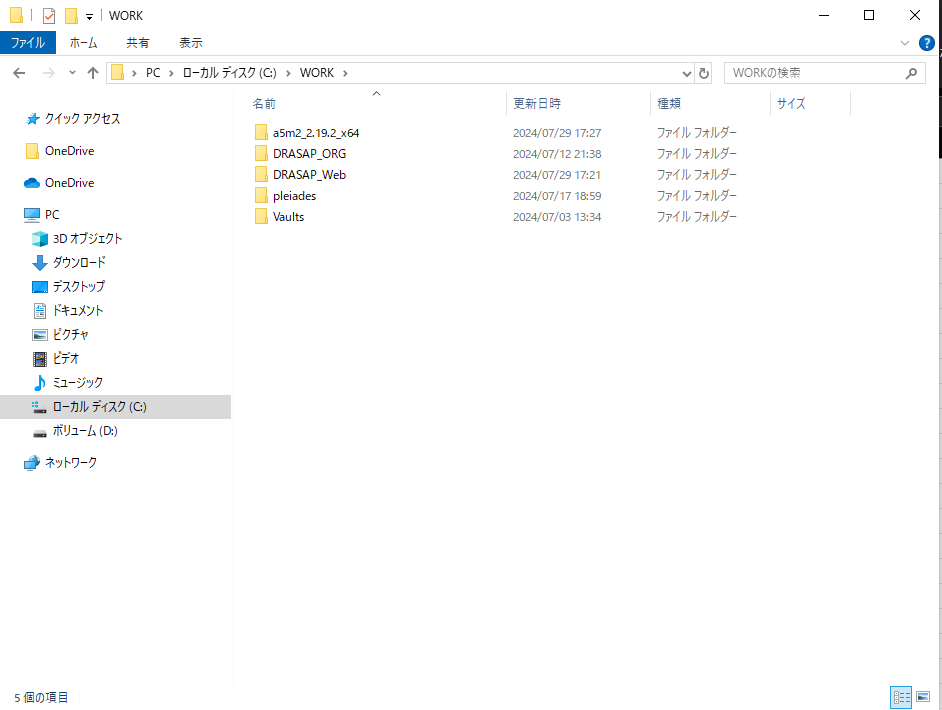 WORK
ファイル ホーム 共有 表示
PC ローカル ディスク (C:) WORK WORKの検索
名前 更新日時 種類 サイズ
クイック アクセス
OneDrive
OneDrive
PC
3D オブジェクト
ダウンロード
デスクトップ
ドキュメント
ピクチャ
ビデオ
ミュージック
ローカル ディスク (C:)
ボリューム (D:)
ネットワーク
a5m2_2.19.2_x64 2024/07/29 17:27 ファイル フォルダー
DRASAP_ORG 2024/07/12 21:38 ファイル フォルダー
DRASAP_Web 2024/07/29 17:21 ファイル フォルダー
pleiades 2024/07/17 18:59 ファイル フォルダー
Vaults 2024/07/03 13:34 ファイル フォルダー
5 個の項目